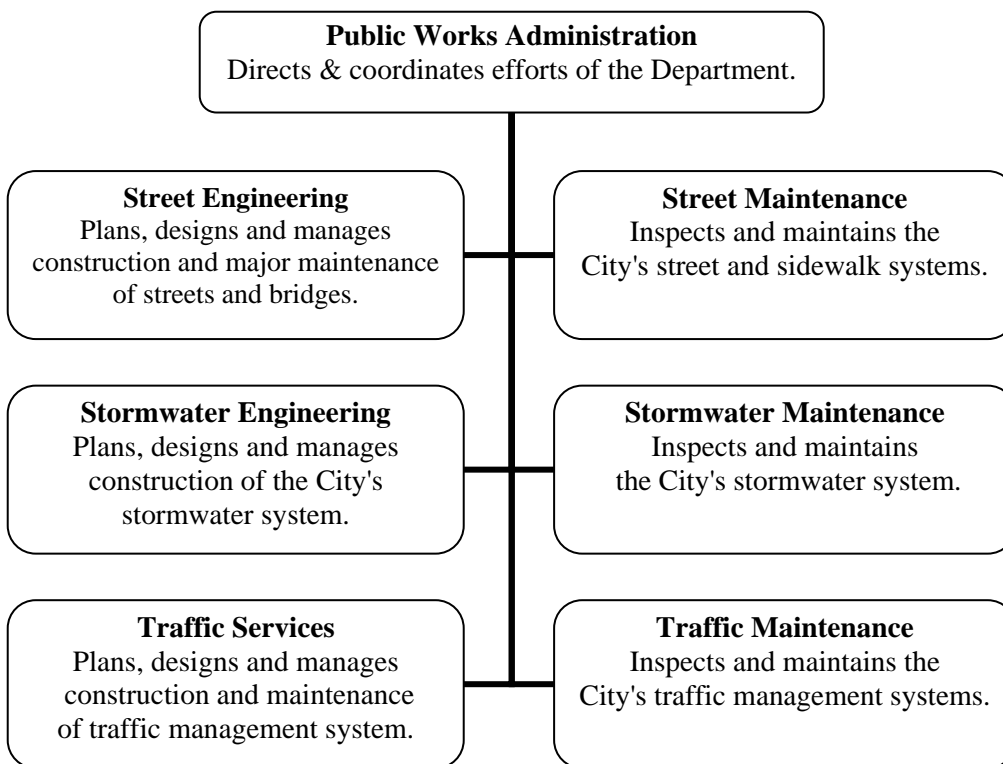 Public Works Administration
Directs & coordinates efforts of the Department.
Street Engineering
Plans, designs and manages
construction and major maintenance
of streets and bridges.
Street Maintenance
Inspects and maintains the
City's street and sidewalk systems.
Stormwater Engineering
Plans, designs and manages
construction of the City's
stormwater system.
Stormwater Maintenance
Inspects and maintains
the City's stormwater system.
Traffic Services
Plans, designs and manages
construction and maintenance
of traffic management system.
Traffic Maintenance
Inspects and maintains the
City's traffic management systems.